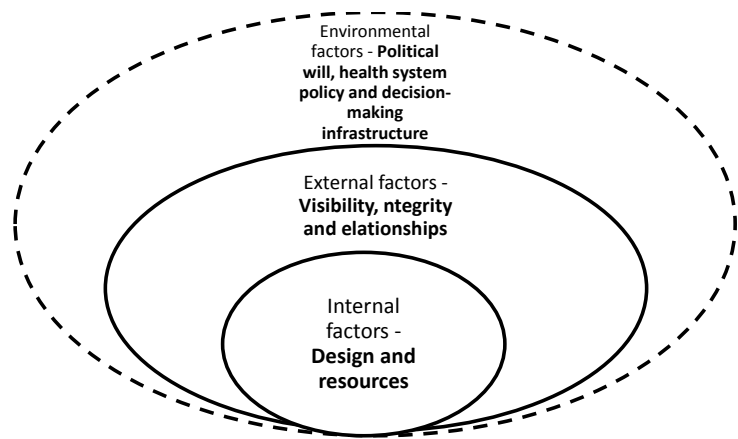 Environmental
factors - Political
will, health system
policy and decision-
making
infrastructure
External factors -
Visibility, ntegrity
and elationships
Internal
factors -
Design and
resources